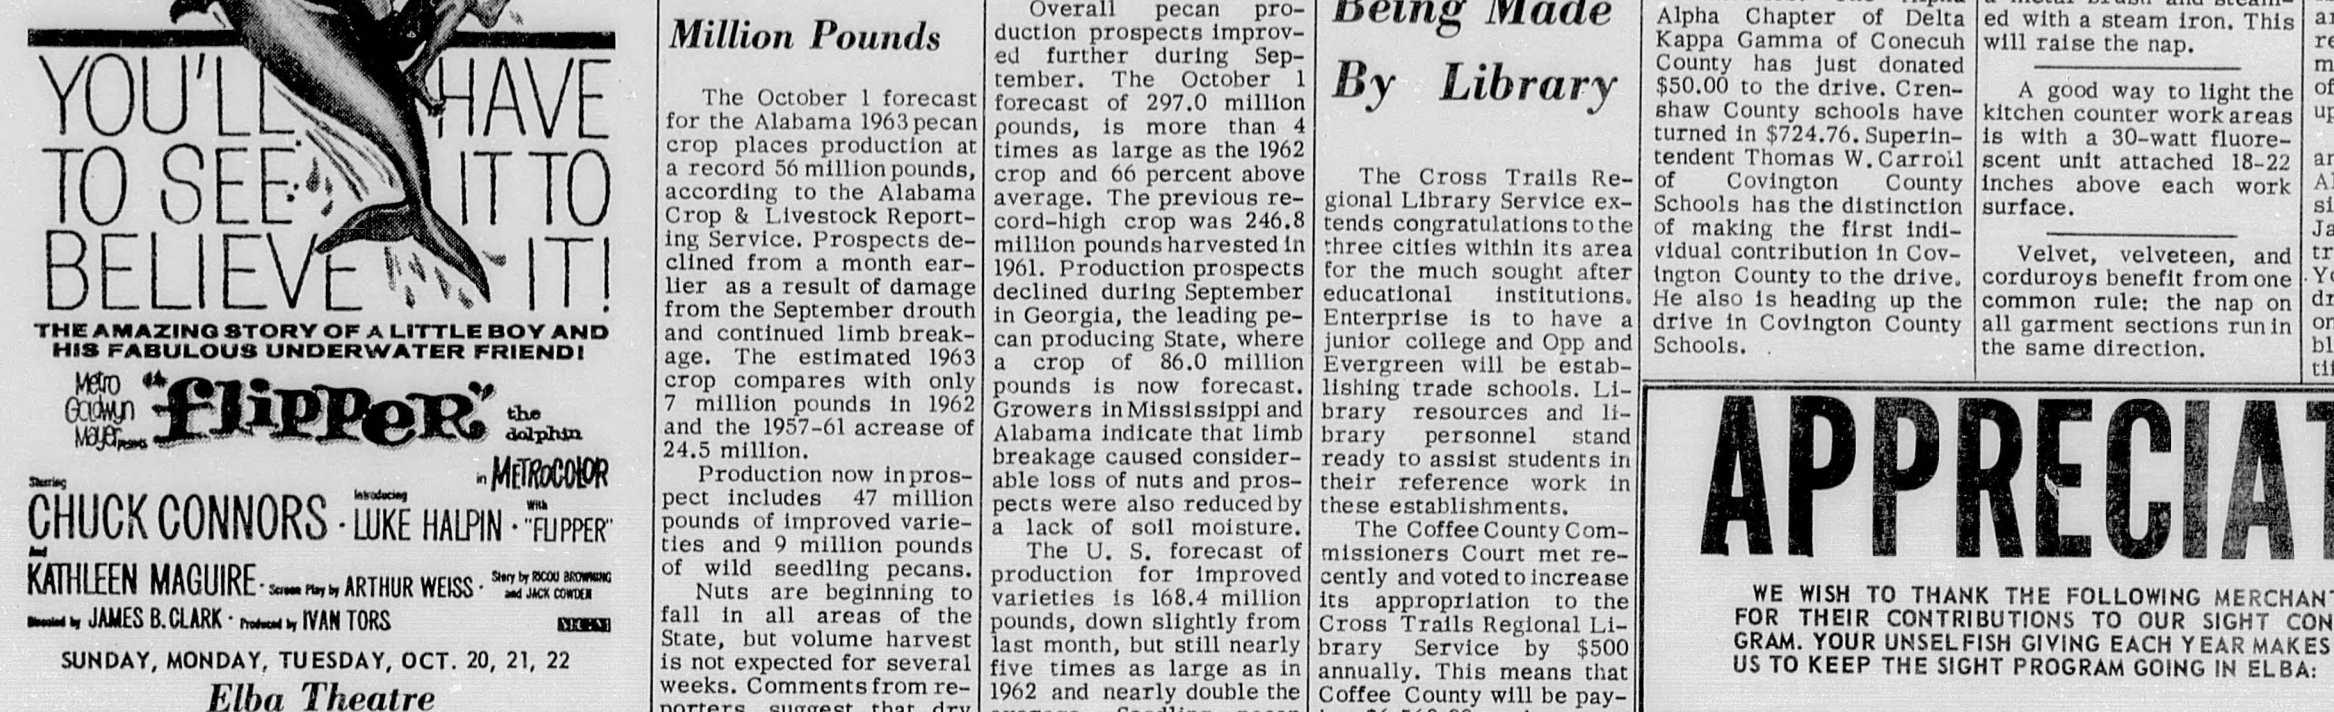 YOU'LL HAVE
TO SEE IT TO
BELIEVE IT!
THE AMAZING STORY OF A LITTLE BOY AND
HIS FABULOUS UNDERWATER FRIEND!
Metro
Goldwyn
Mayer presents
"flipper"
the
dolphin
in METROCOLOR
Starring
CHUCK CONNORS · Introducing LUKE HALPIN · With "FLIPPER"
And
KATHLEEN MAGUIRE · Screen Play by ARTHUR WEISS · Story by RICOU BROWNING
and JACK COWDEN
Directed by JAMES B. CLARK · Produced by IVAN TORS MGM
SUNDAY, MONDAY, TUESDAY, OCT. 20, 21, 22
Elba Theatre
Million Pounds
The October 1 forecast
for the Alabama 1963 pecan
crop places production at
a record 56 million pounds,
according to the Alabama
Crop & Livestock Report-
ing Service. Prospects de-
clined from a month ear-
lier as a result of damage
from the September drouth
and continued limb break-
age. The estimated 1963
crop compares with only
7 million pounds in 1962
and the 1957-61 acrease of
24.5 million.
Production now in pros-
pect includes 47 million
pounds of improved varie-
ties and 9 million pounds
of wild seedling pecans.
Nuts are beginning to
fall in all areas of the
State, but volume harvest
is not expected for several
weeks. Comments from re-
porters suggest that dry
Overall pecan pro-
duction prospects improv-
ed further during Sep-
tember. The October 1
forecast of 297.0 million
pounds, is more than 4
times as large as the 1962
crop and 66 percent above
average. The previous re-
cord-high crop was 246.8
million pounds harvested in
1961. Production prospects
declined during September
in Georgia, the leading pe-
can producing State, where
a crop of 86.0 million
pounds is now forecast.
Growers in Mississippi and
Alabama indicate that limb
breakage caused consider-
able loss of nuts and pros-
pects were also reduced by
a lack of soil moisture.
The U. S. forecast of
production for improved
varieties is 168.4 million
pounds, down slightly from
last month, but still nearly
five times as large as in
1962 and nearly double the
Being Made
By Library
The Cross Trails Re-
gional Library Service ex-
tends congratulations to the
three cities within its area
for the much sought after
educational institutions.
Enterprise is to have a
junior college and Opp and
Evergreen will be estab-
lishing trade schools. Li-
brary resources and li-
brary personnel stand
ready to assist students in
their reference work in
these establishments.
The Coffee County Com-
missioners Court met re-
cently and voted to increase
its appropriation to the
Cross Trails Regional Li-
brary Service by $500
annually. This means that
Coffee County will be pay-
Alpha Chapter of Delta
Kappa Gamma of Conecuh
County has just donated
$50.00 to the drive. Cren-
shaw County schools have
turned in $724.76. Superin-
tendent Thomas W. Carroll
of Covington County
Schools has the distinction
of making the first indi-
vidual contribution in Cov-
ington County to the drive.
He also is heading up the
drive in Covington County
Schools.
ed with a steam iron. This
will raise the nap.
A good way to light the
kitchen counter work areas
is with a 30-watt fluore-
scent unit attached 18-22
inches above each work
surface.
Velvet, velveteen, and
corduroys benefit from one
common rule: the nap on
all garment sections run in
the same direction.
APPRECIAT
WE WISH TO THANK THE FOLLOWING MERCHANT
FOR THEIR CONTRIBUTIONS TO OUR SIGHT CON
GRAM. YOUR UNSELFISH GIVING EACH YEAR MAKES
US TO KEEP THE SIGHT PROGRAM GOING IN ELBA: